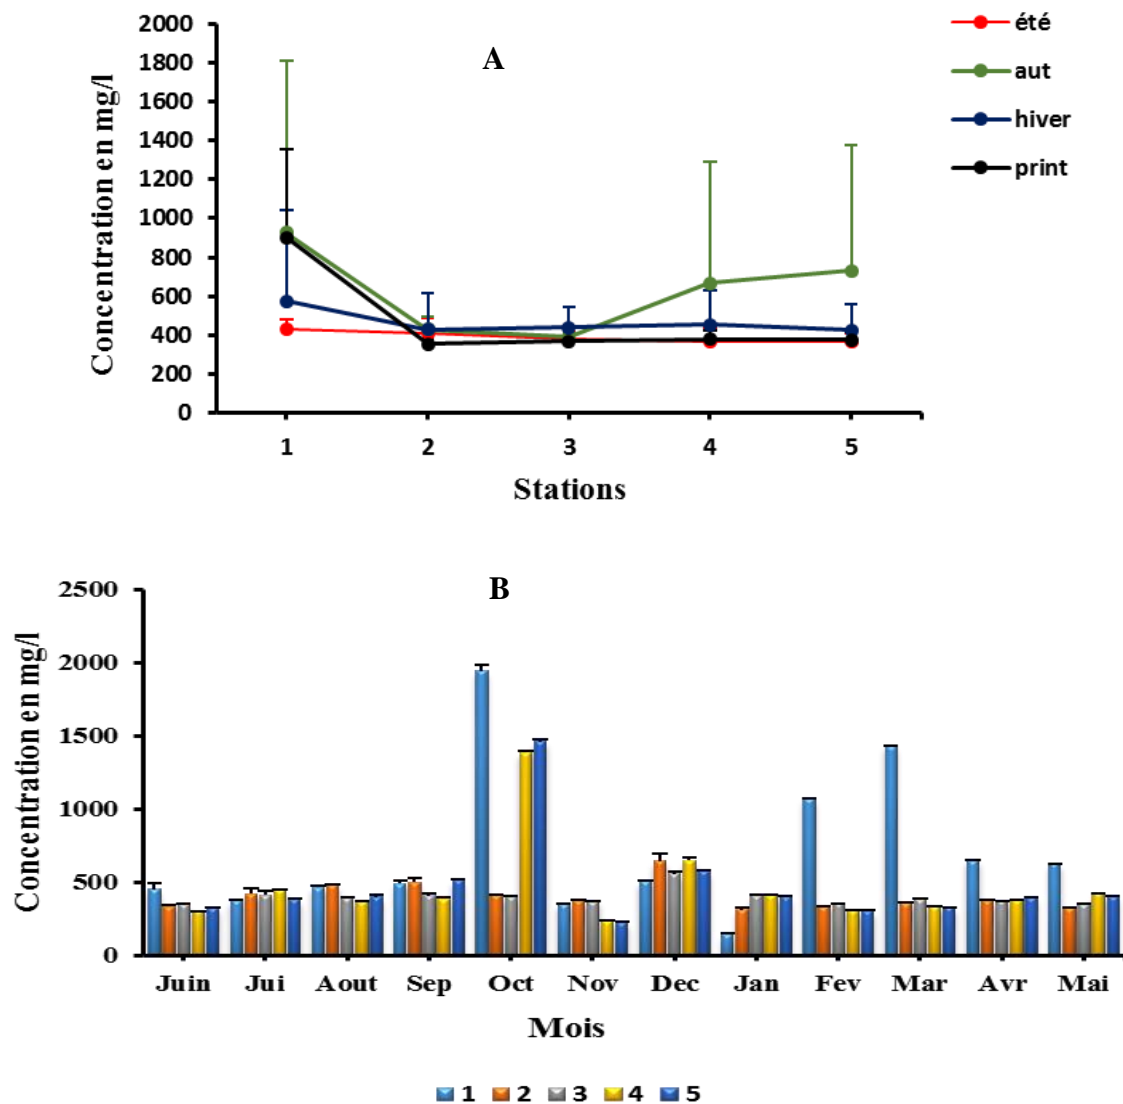 A
Concentration en mg/l
2000
1800
1600
1400
1200
1000
800
600
400
200
0
1 2 3 4 5
Stations
été
aut
hiver
print
B
Concentration en mg/l
2500
2000
1500
1000
500
0
Juin Jui Aout Sep Oct Nov Dec Jan Fev Mar Avr Mai
Mois
1 2 3 4 5